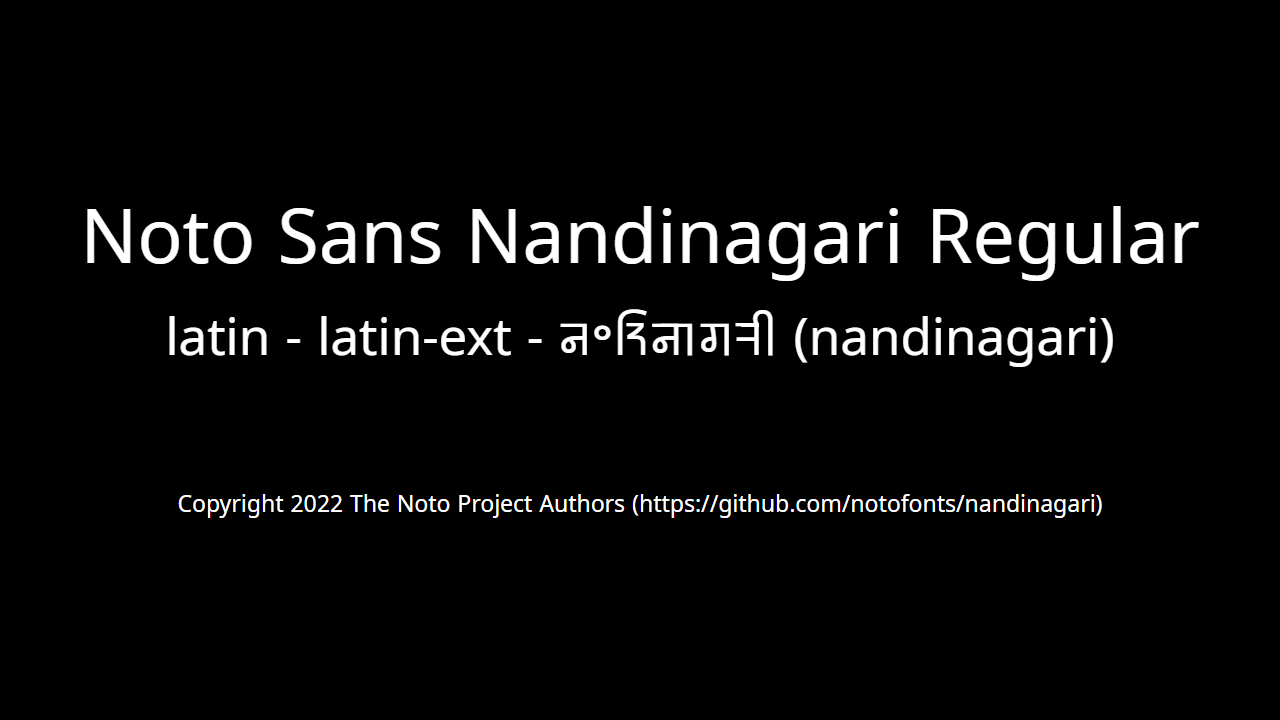 Noto Sans Nandinagari Regular
latin - latin-ext - 𑧁𑧞𑦿𑧒𑧁𑧑𑦰𑧈𑧓 (nandinagari)
Copyright 2022 The Noto Project Authors (https://github.com/notofonts/nandinagari)